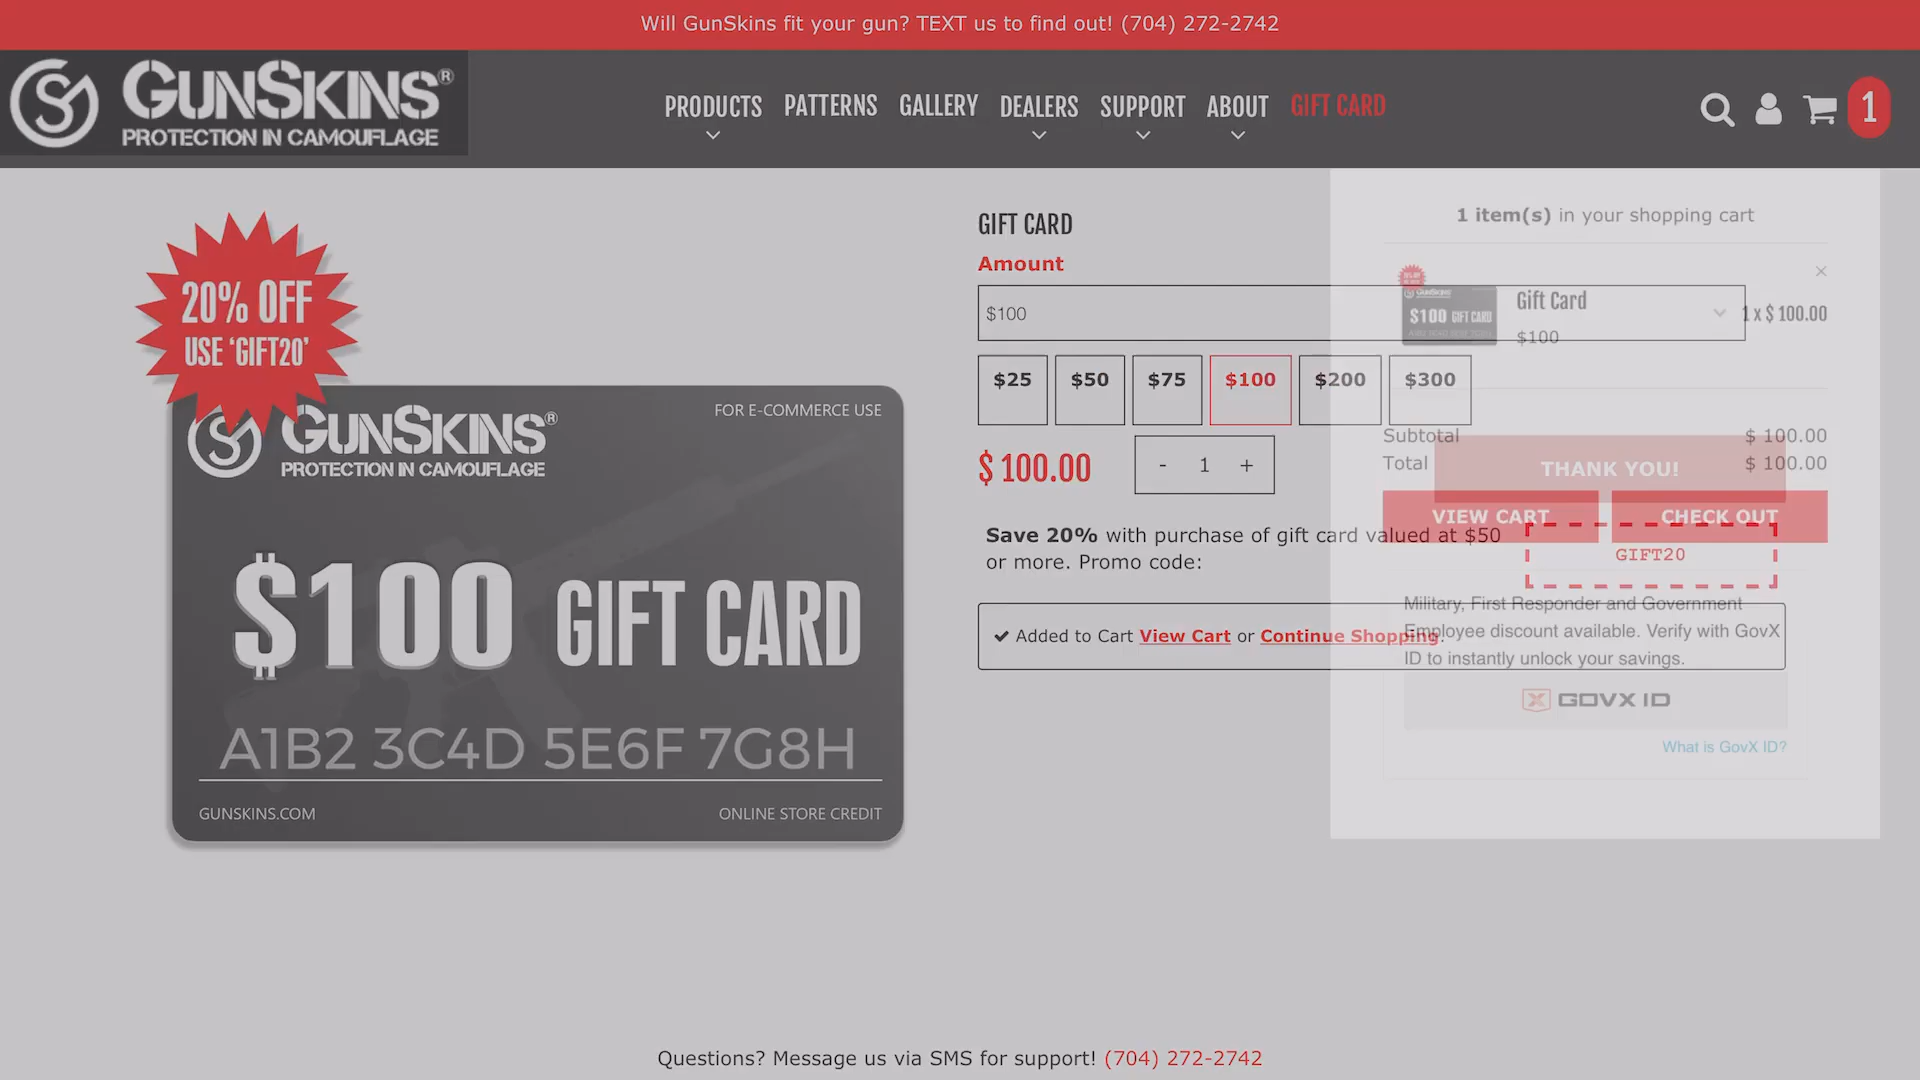 Will GunSkins fit your gun? TEXT us to find out! (704) 272-2742
GUNSKINS®
PROTECTION IN CAMOUFLAGE
PRODUCTS PATTERNS GALLERY DEALERS SUPPORT ABOUT GIFT CARD
1
20% OFF
USE ‘GIFT20’
GUNSKINS®
PROTECTION IN CAMOUFLAGE
FOR E-COMMERCE USE
$100 GIFT CARD
A1B2 3C4D 5E6F 7G8H
GUNSKINS.COM
ONLINE STORE CREDIT
GIFT CARD
Amount
$100
$25 $50 $75 $100 $200 $300
$ 100.00
- 1 +
THANK YOU!
Save 20% with purchase of gift card valued at $50
or more. Promo code:
GIFT20
✔ Added to Cart View Cart or Continue Shopping.
1 item(s) in your shopping cart
×
GUNSKINS
$100 GIFT CARD
Gift Card
$100
1 x $ 100.00
Subtotal $ 100.00
Total $ 100.00
VIEW CART
CHECK OUT
Military, First Responder and Government
Employee discount available. Verify with GovX
ID to instantly unlock your savings.
GOVX ID
What is GovX ID?
Questions? Message us via SMS for support! (704) 272-2742